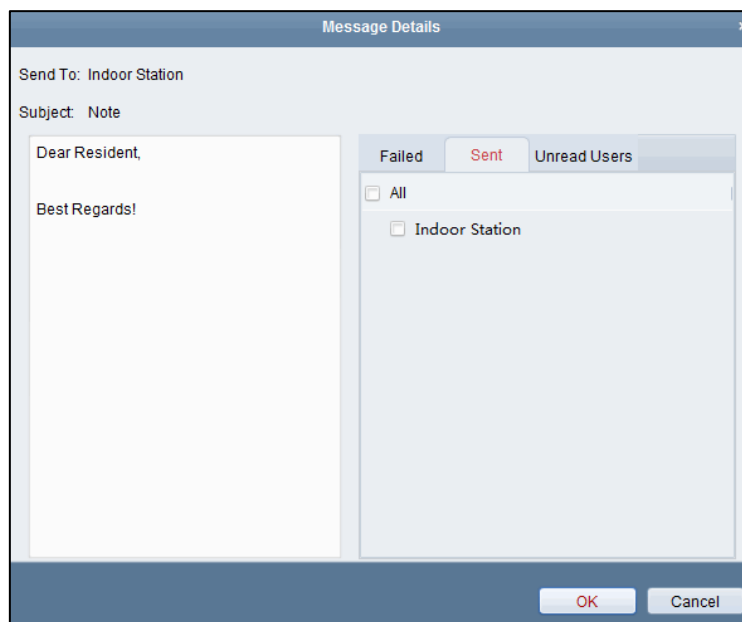 Message Details
Send To: Indoor Station
Subject: Note
Dear Resident,
Best Regards!
Failed Sent Unread Users
All
Indoor Station
OK Cancel